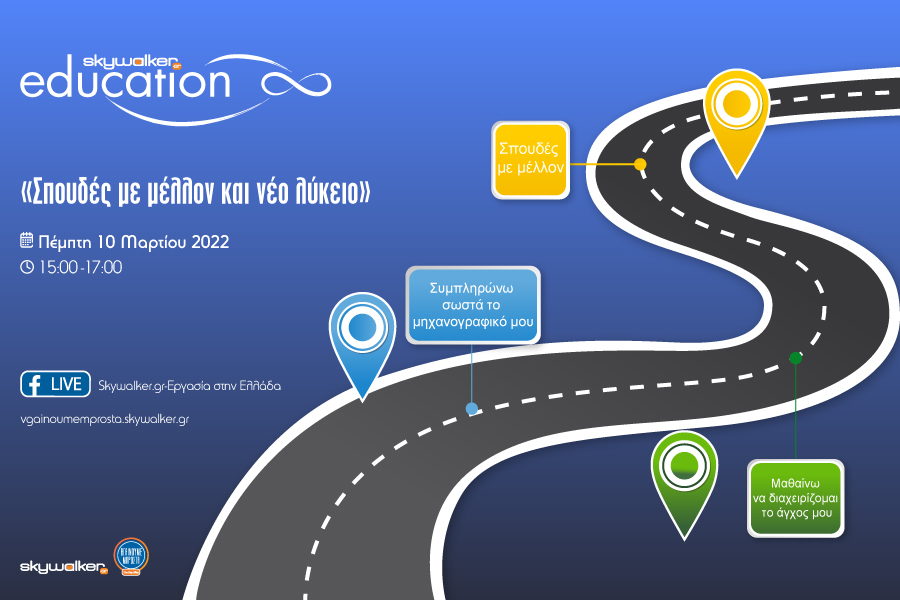 skywalker.gr
education
«Σπουδές με μέλλον και νέο λύκειο»
Πέμπτη 10 Μαρτίου 2022
15:00-17:00
Σπουδές
με μέλλον
Συμπληρώνω
σωστά το
μηχανογραφικό μου
f LIVE Skywalker.gr-Εργασία στην Ελλάδα
vgainoumemprosta.skywalker.gr
Μαθαίνω
να διαχειρίζομαι
το άγχος μου
skywalker.gr
ΒΓΑΙΝΟΥΜΕ
ΜΠΡΟΣΤΑ